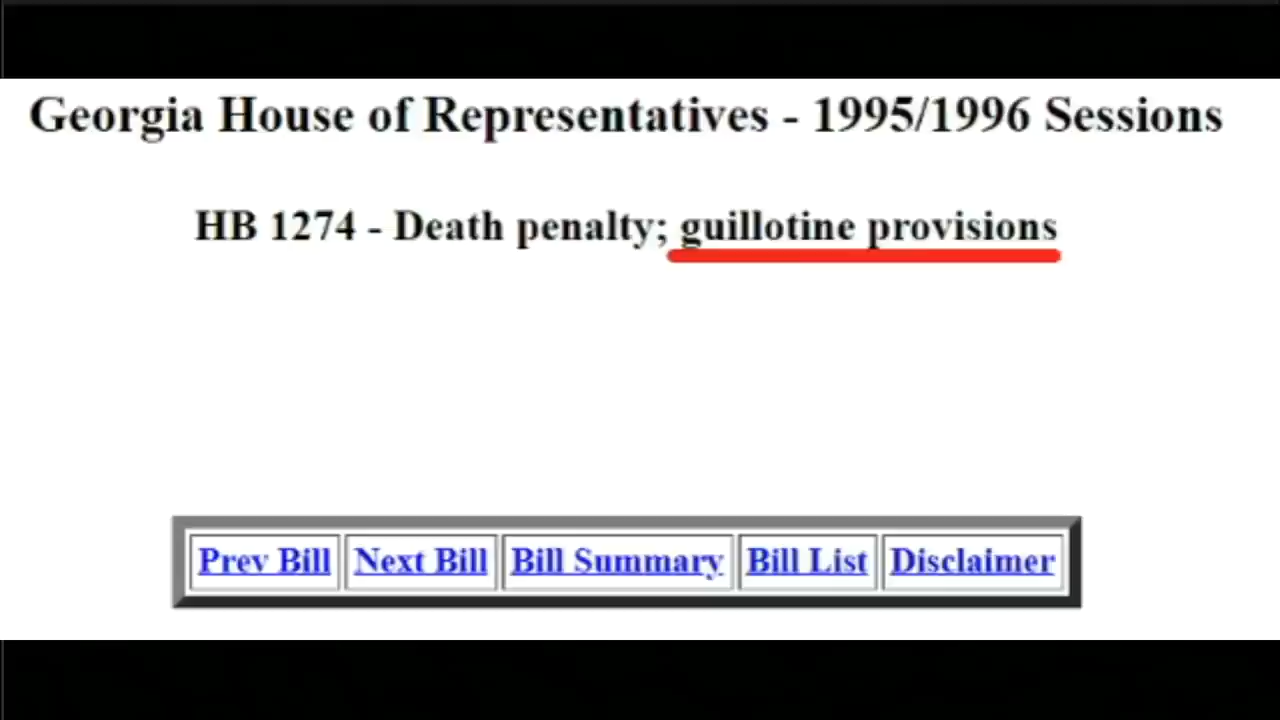 Georgia House of Representatives - 1995/1996 Sessions
HB 1274 - Death penalty; guillotine provisions
Prev Bill Next Bill Bill Summary Bill List Disclaimer